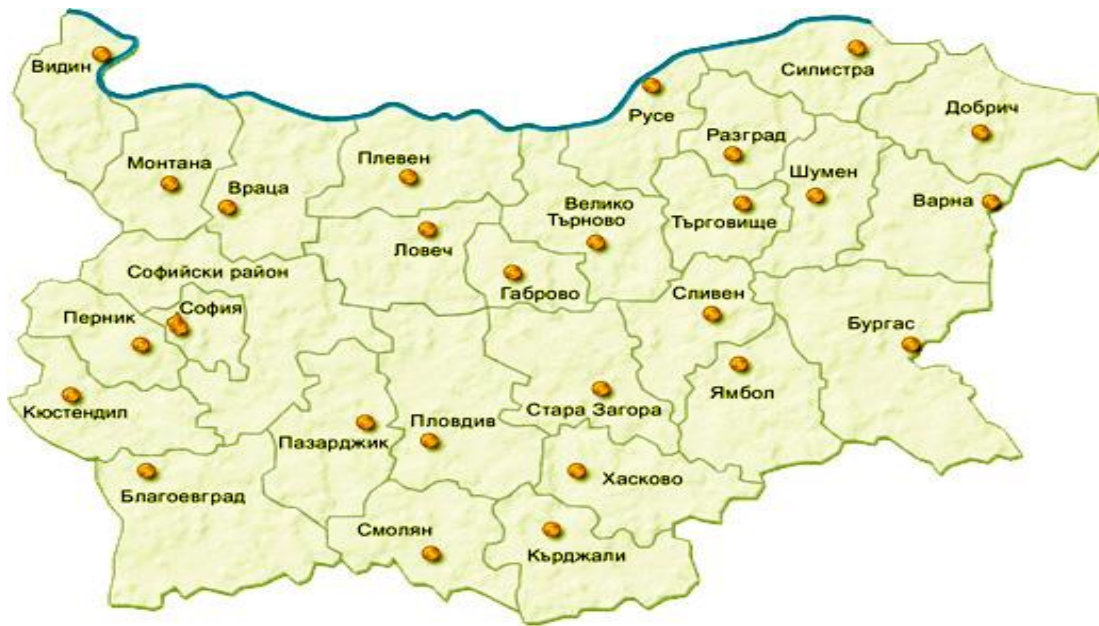 Видин
Силистра
Русе
Добрич
Разград
Монтана
Плевен
Шумен
Враца
Велико
Търново
Варна
Търговище
Ловеч
Софийски район
Габрово
Сливен
София
Перник
Бургас
Ямбол
Кюстендил
Стара Загора
Пловдив
Пазарджик
Хасково
Благоевград
Смолян
Кърджали